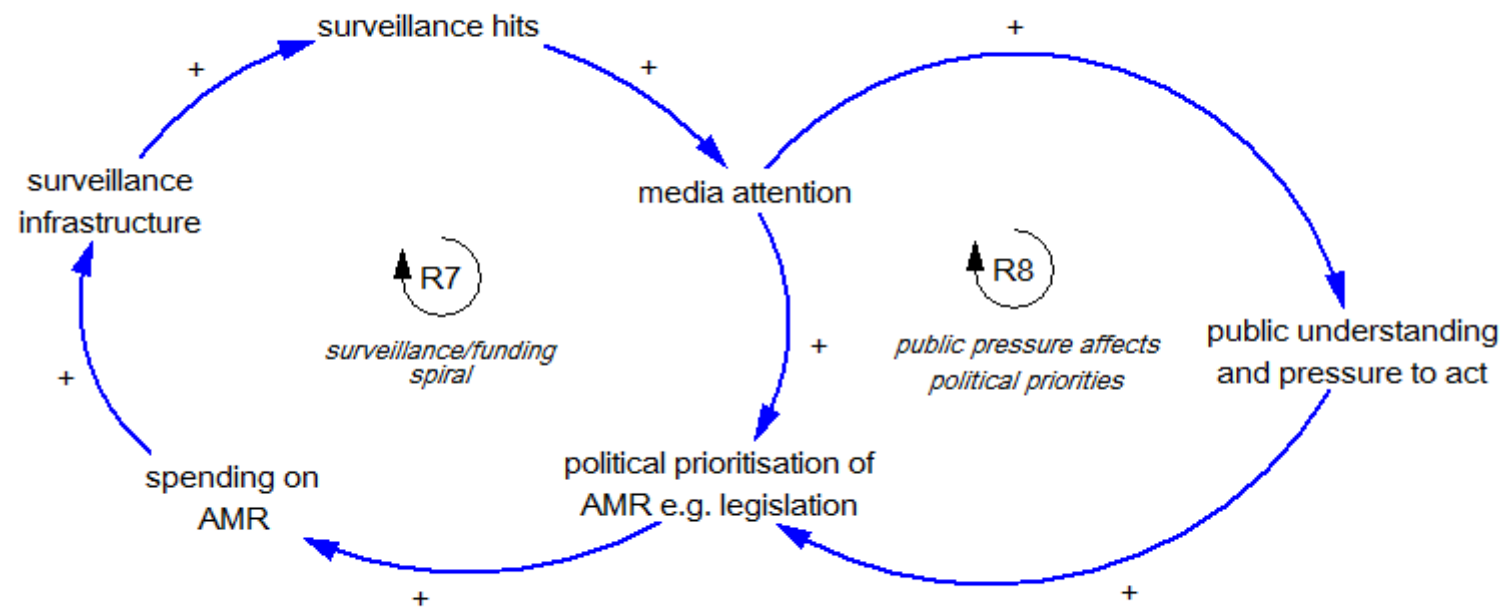 surveillance hits
+
+
+
surveillance
infrastructure
media attention
R7
R8
surveillance/funding
spiral
+
public pressure affects
political priorities
public understanding
and pressure to act
+
spending on
AMR
political prioritisation of
AMR e.g. legislation
+
+